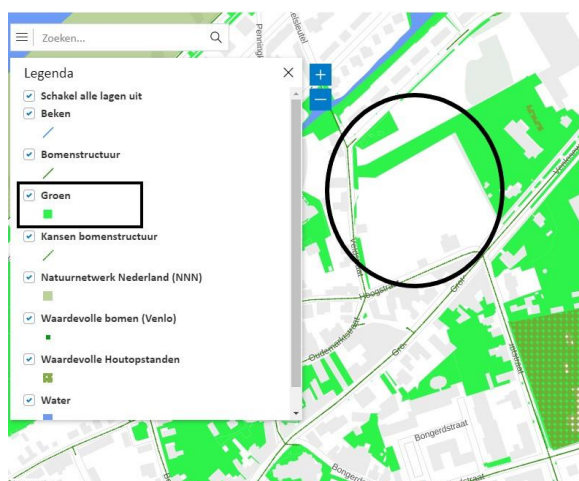 Zoeken...
Legenda
Schakel alle lagen uit
Beken
Bomenstructuur
Groen
Kansen bomenstructuur
Natuurnetwerk Nederland (NNN)
Waardevolle bomen (Venlo)
Waardevolle Houtopstanden
Water
Hoogstraat
Oudemarktstraat
Bongerdstraat